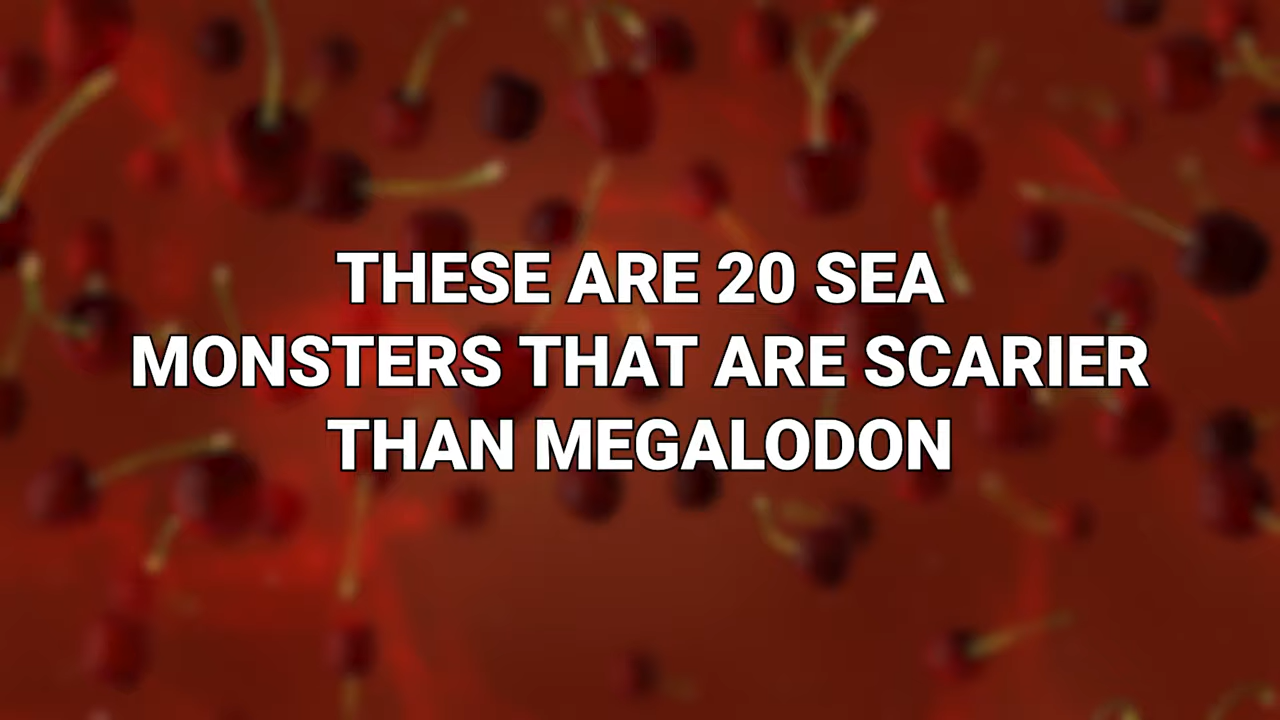 THESE ARE 20 SEA
MONSTERS THAT ARE SCARIER
THAN MEGALODON